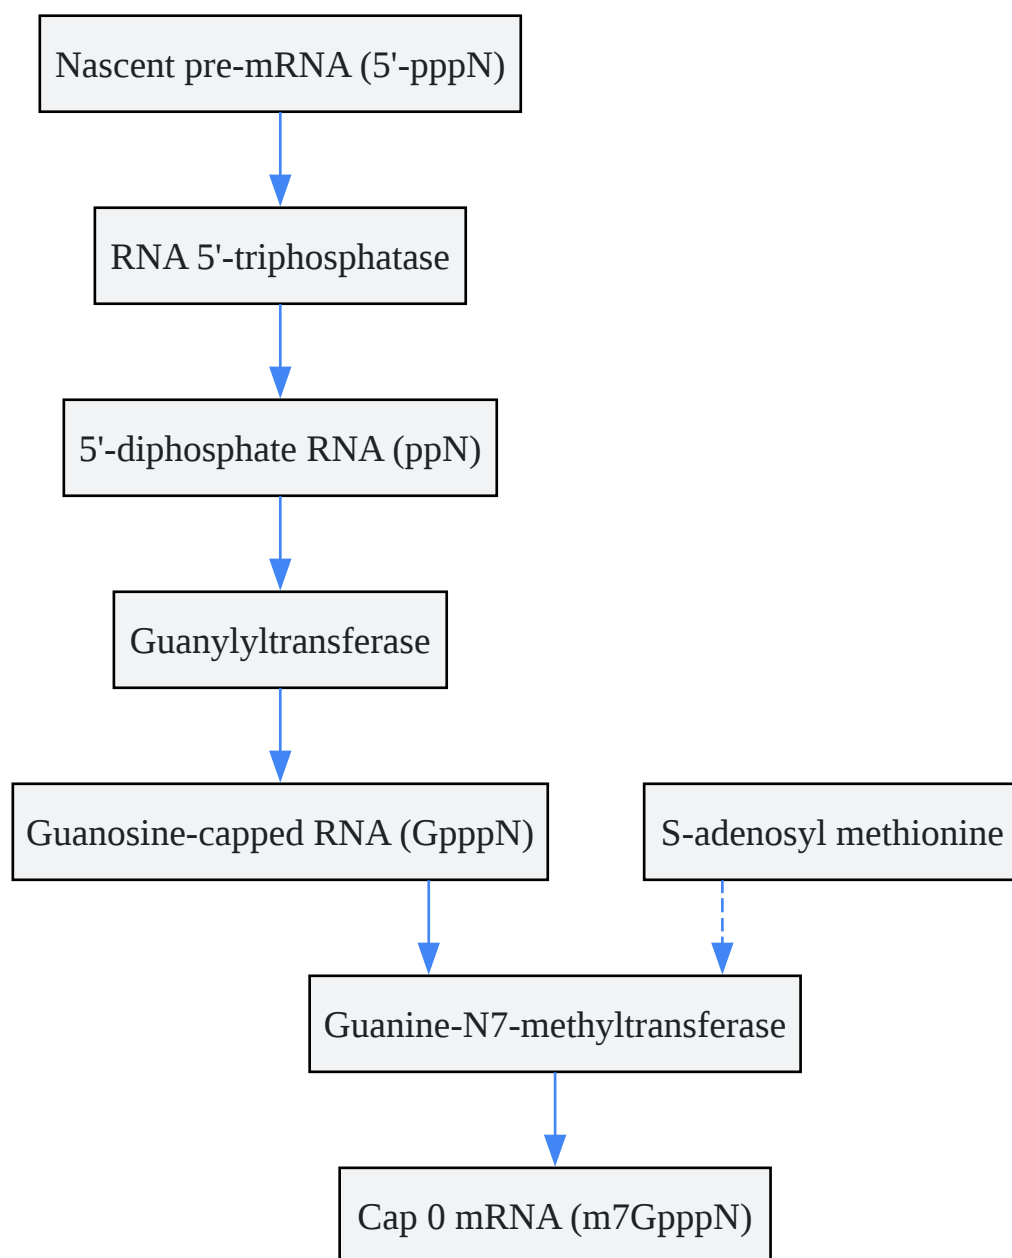 Nascent pre-mRNA (5'-pppN)
RNA 5'-triphosphatase
5'-diphosphate RNA (ppN)
Guanylyltransferase
Guanosine-capped RNA (GpppN)
S-adenosyl methionine
Guanine-N7-methyltransferase
Cap 0 mRNA (m7GpppN)